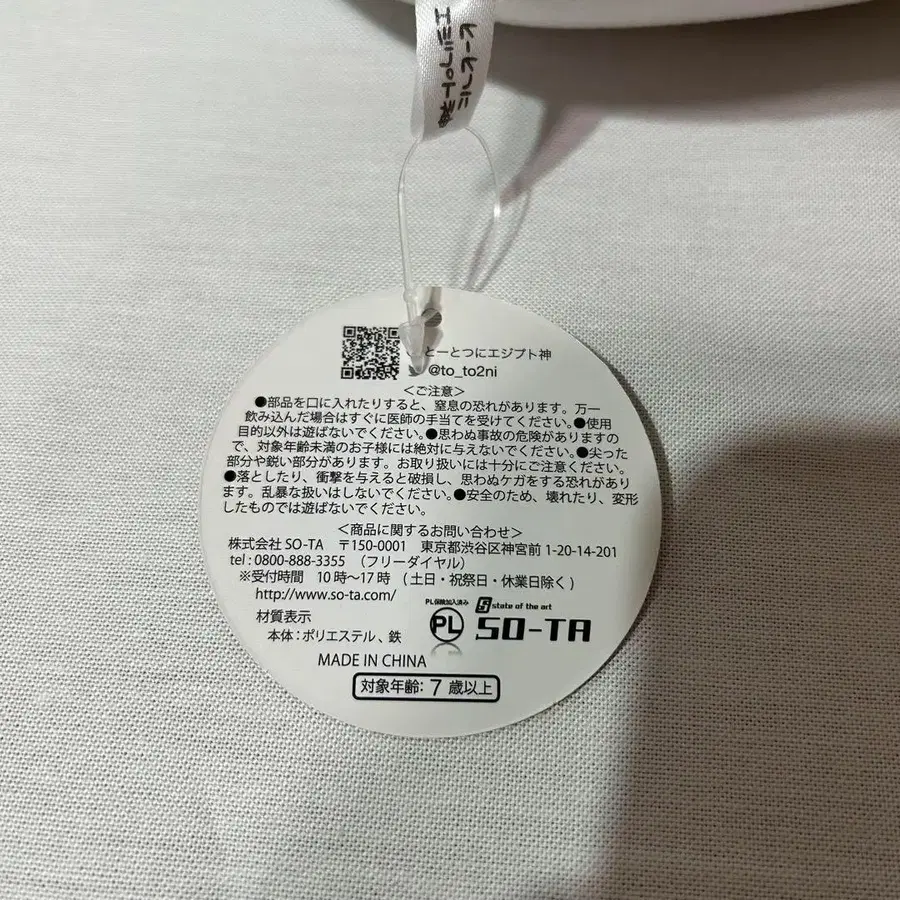 とーとつにエジプト神
@to_to2ni
＜ご注意＞
●部品を口に入れたりすると、窒息の恐れがあります。万一
飲み込んだ場合はすぐに医師の手当てを受けてください。●使用
目的以外は遊ばないでください。●思わぬ事故の危険がありますの
で、対象年齢未満のお子様には絶対に与えないでください。●尖った
部分や鋭い部分があります。お取り扱いには十分にご注意ください。
●落としたり、衝撃を与えると破損し、思わぬケガをする恐れがあり
ます。乱暴な扱いはしないでください。●安全のため、壊れたり、変形
したものでは遊ばないでください。
＜商品に関するお問い合わせ＞
株式会社 SO-TA 〒150-0001 東京都渋谷区神宮前 1-20-14-201
tel : 0800-888-3355 （フリーダイヤル）
※受付時間 10 時〜17 時 ( 土日・祝祭日・休業日除く )
http://www.so-ta.com/
材質表示
本体 : ポリエステル、鉄
PL保険加入済み
PL
state of the art
SO-TA
MADE IN CHINA
対象年齢: 7 歳以上